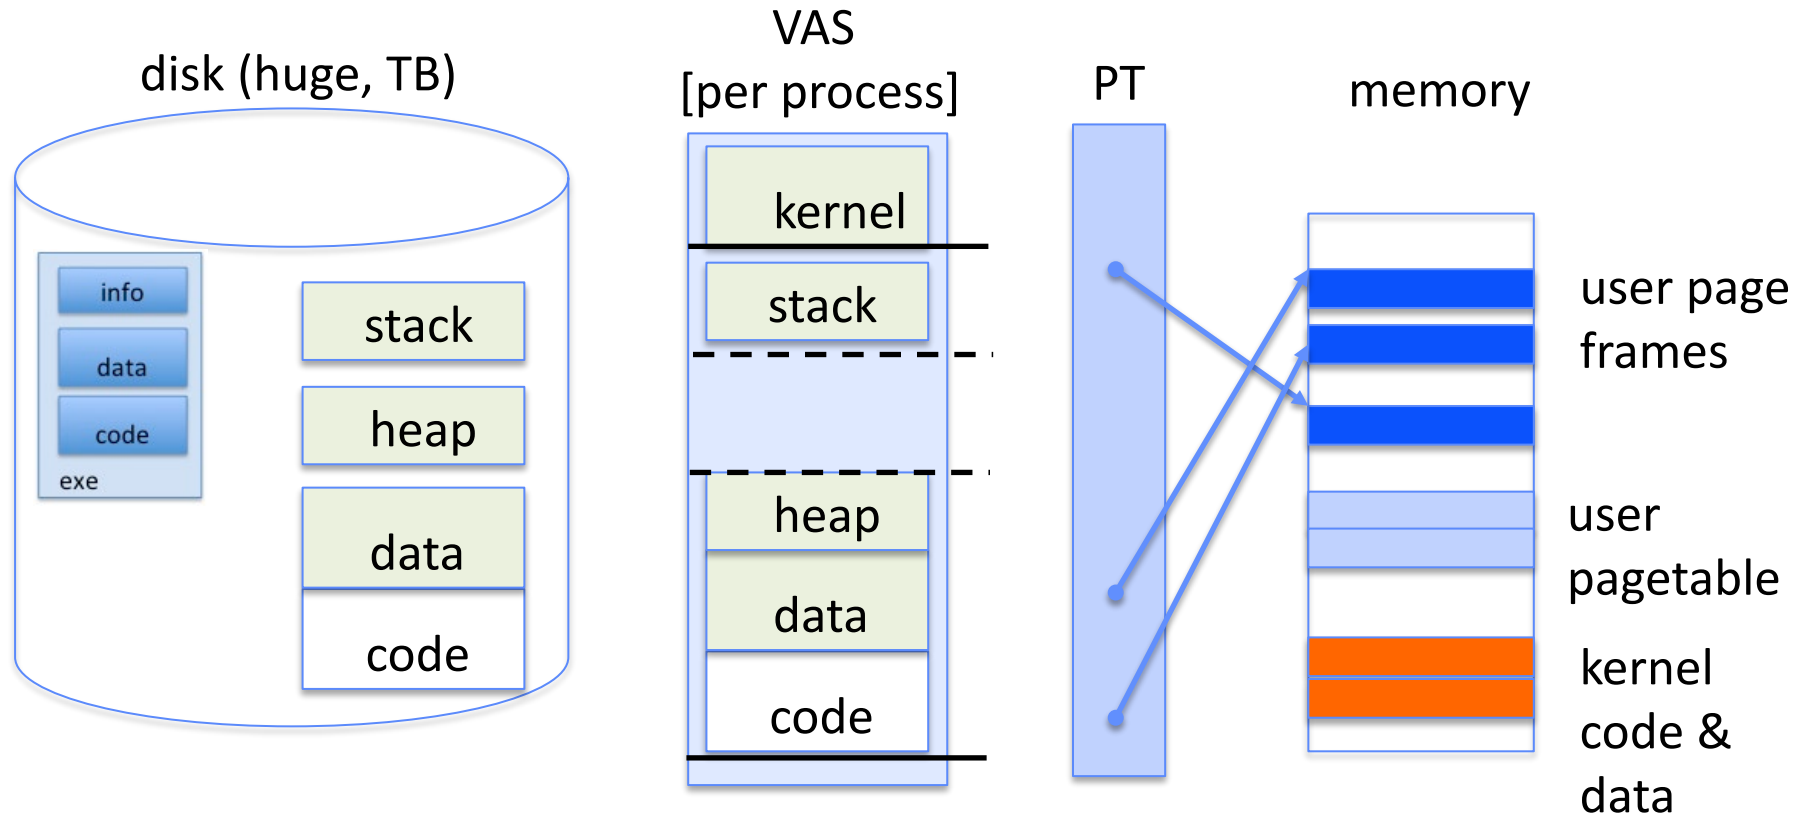 disk (huge, TB)
info
data
code
exe
stack
heap
data
code
VAS
[per process]
kernel
stack
heap
data
code
PT
memory
user page
frames
user
pagetable
kernel
code &
data